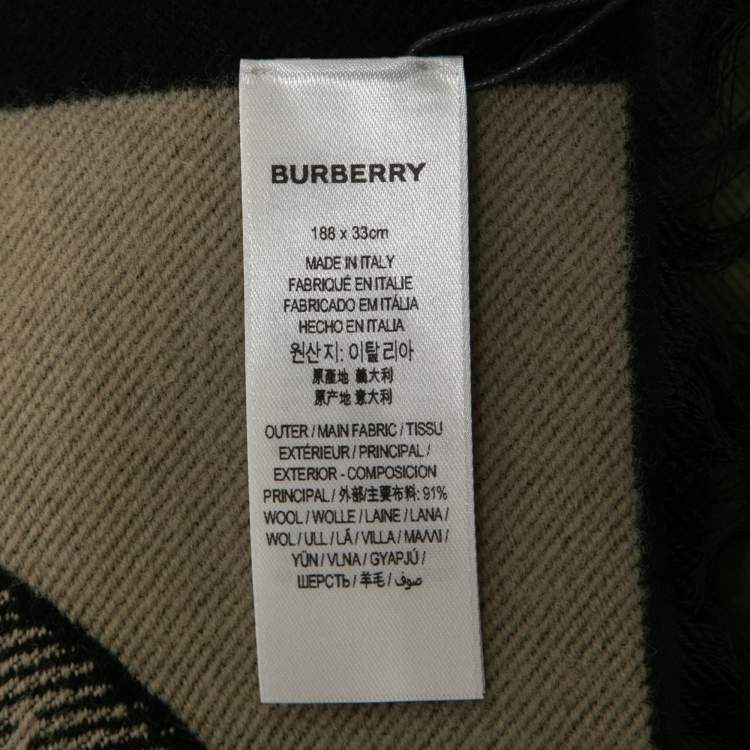 BURBERRY
188 x 33cm
MADE IN ITALY
FABRIQUÉ EN ITALIE
FABRICADO EM ITÁLIA
HECHO EN ITALIA
원산지: 이탈리아
原產地 義大利
原产地 意大利
OUTER / MAIN FABRIC / TISSU
EXTÉRIEUR / PRINCIPAL /
EXTERIOR - COMPOSICION
PRINCIPAL / 外部/主要布料: 91%
WOOL / WOLLE / LAINE / LANA /
WOL / ULL / LÃ / VILLA / ΜΑΛΛΙ /
YÜN / VLNA / GYAPJÚ /
ШЕРСТЬ / 羊毛 / صوف /